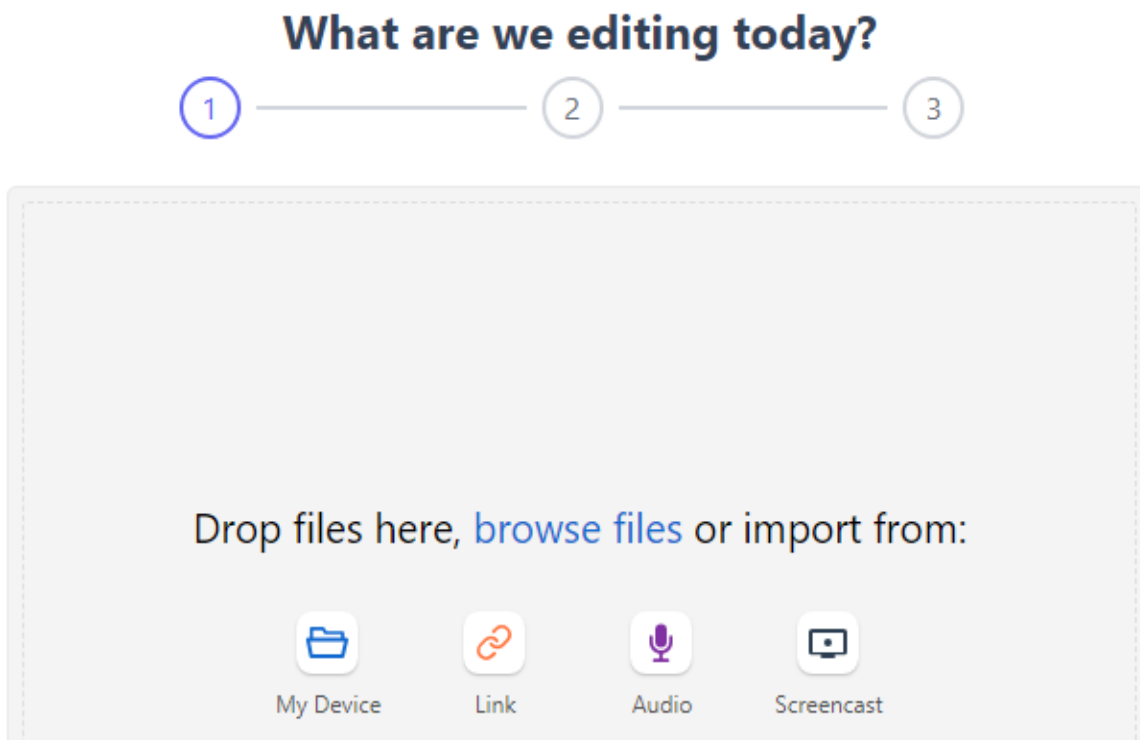 What are we editing today?
1 2 3
Drop files here, browse files or import from:
My Device Link Audio Screencast